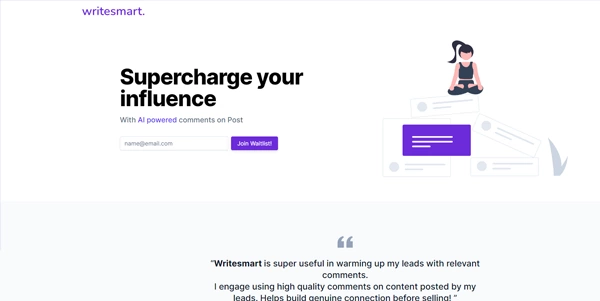 writesmart.
Supercharge your
influence
With AI powered comments on Post
name@email.com
Join Waitlist!
“
"Writesmart is super useful in warming up my leads with relevant
comments.
I engage using high quality comments on content posted by my
leads. Helps build genuine connection before selling! "